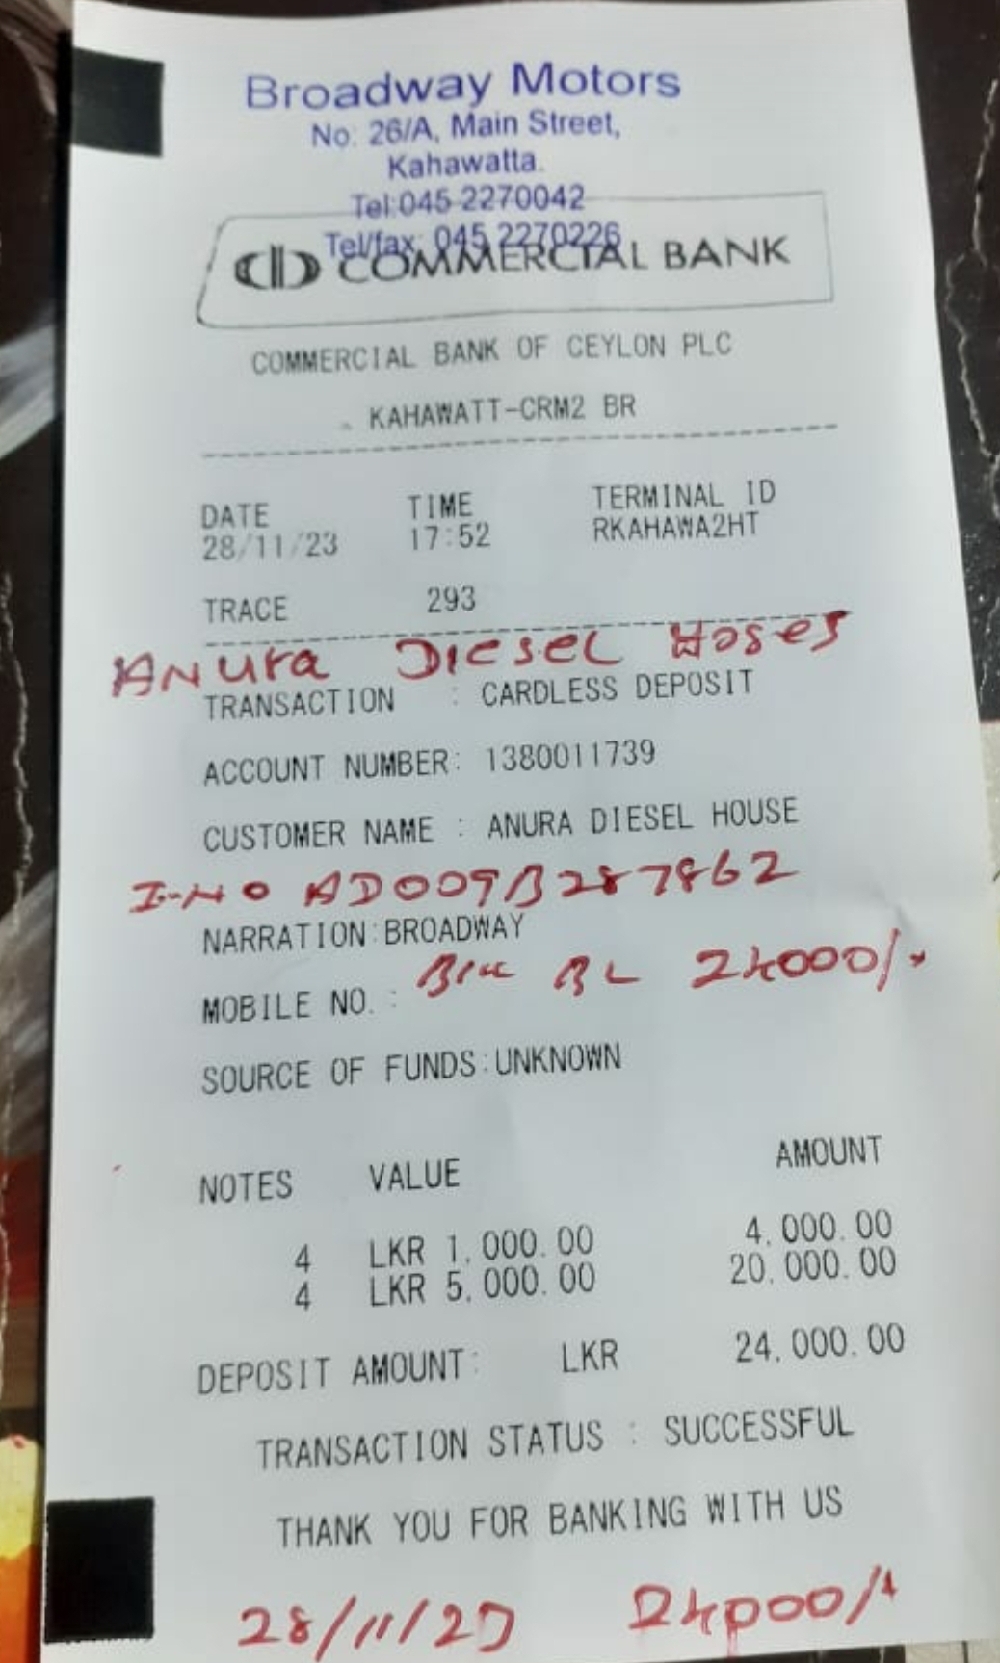 Broadway Motors
No: 26/A, Main Street,
Kahawatta.
Tel:045 2270042
Tel/fax: 045 2270226
COMMERCIAL BANK
COMMERCIAL BANK OF CEYLON PLC
KAHAWATT-CRM2 BR
DATE TIME TERMINAL ID
28/11/23 17:52 RKAHAWA2HT
TRACE 293
ANura DIeseL Hoses
TRANSACTION : CARDLESS DEPOSIT
ACCOUNT NUMBER: 1380011739
CUSTOMER NAME : ANURA DIESEL HOUSE
I-NO AD009B287862
NARRATION:BROADWAY
BL 24000/-
MOBILE NO. :
SOURCE OF FUNDS:UNKNOWN
NOTES VALUE AMOUNT
4 LKR 1,000.00 4,000.00
4 LKR 5,000.00 20,000.00
DEPOSIT AMOUNT: LKR 24,000.00
TRANSACTION STATUS : SUCCESSFUL
THANK YOU FOR BANKING WITH US
28/11/23 24000/-